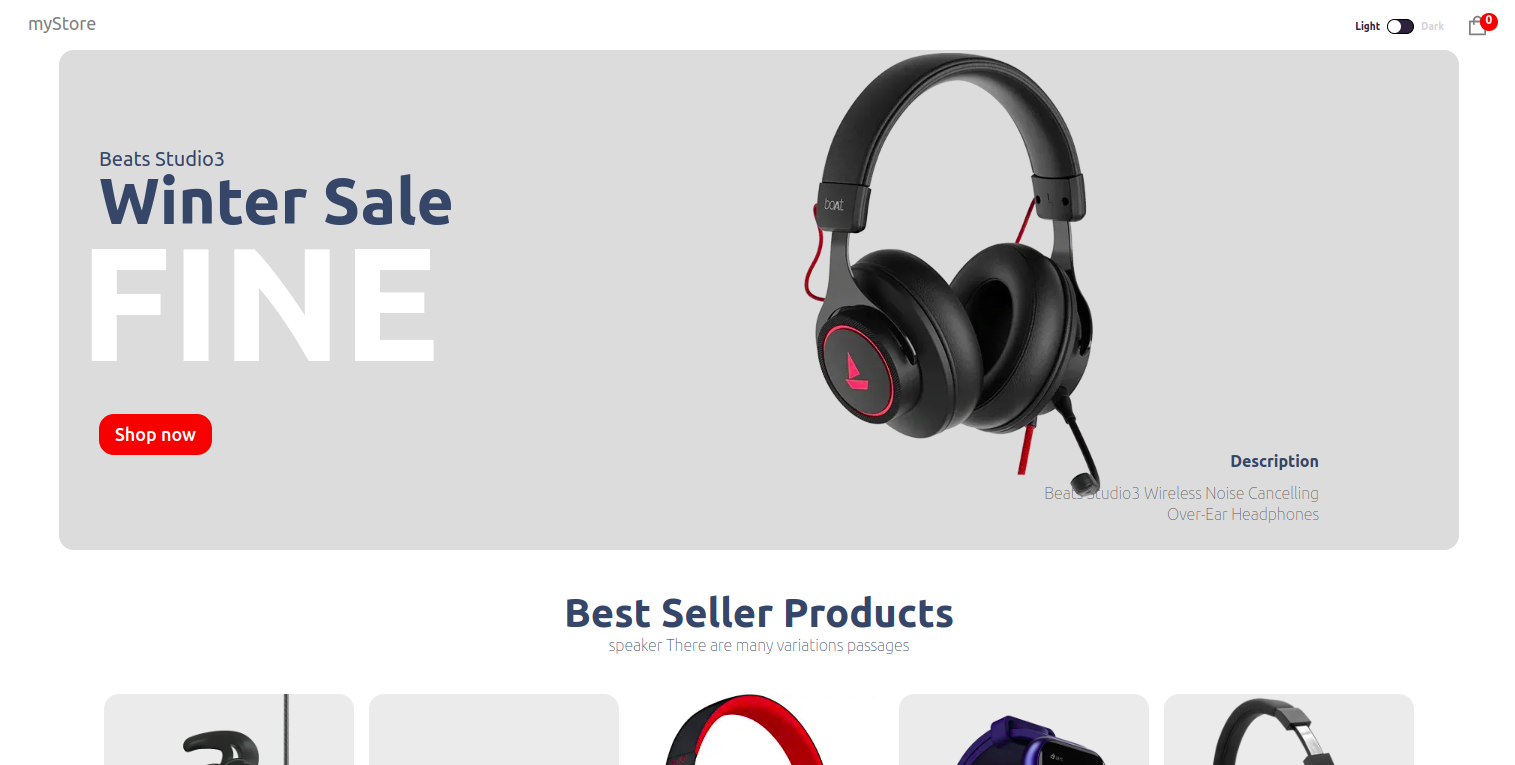 myStore
Light Dark
0
Beats Studio3
Winter Sale
FINE
Shop now
boAt
Description
Beats Studio3 Wireless Noise Cancelling
Over-Ear Headphones
Best Seller Products
speaker There are many variations passages